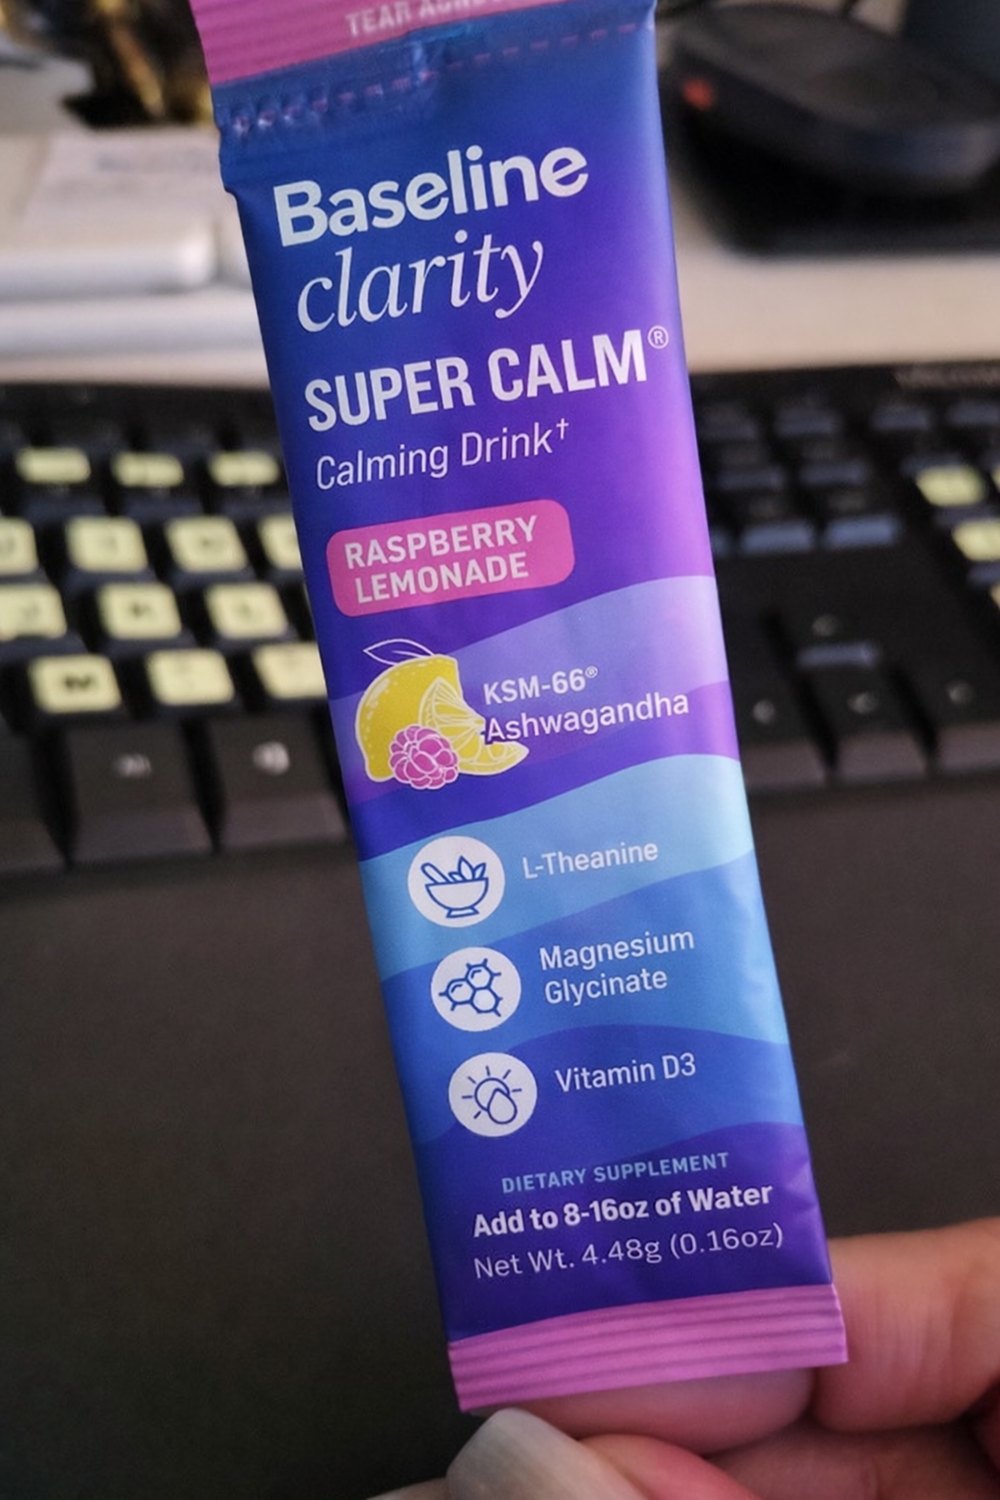 TEAR
Baseline
clarity
SUPER CALM®
Calming Drink†
RASPBERRY
LEMONADE
KSM-66®
Ashwagandha
L-Theanine
Magnesium
Glycinate
Vitamin D3
DIETARY SUPPLEMENT
Add to 8-16oz of Water
Net Wt. 4.48g (0.16oz)